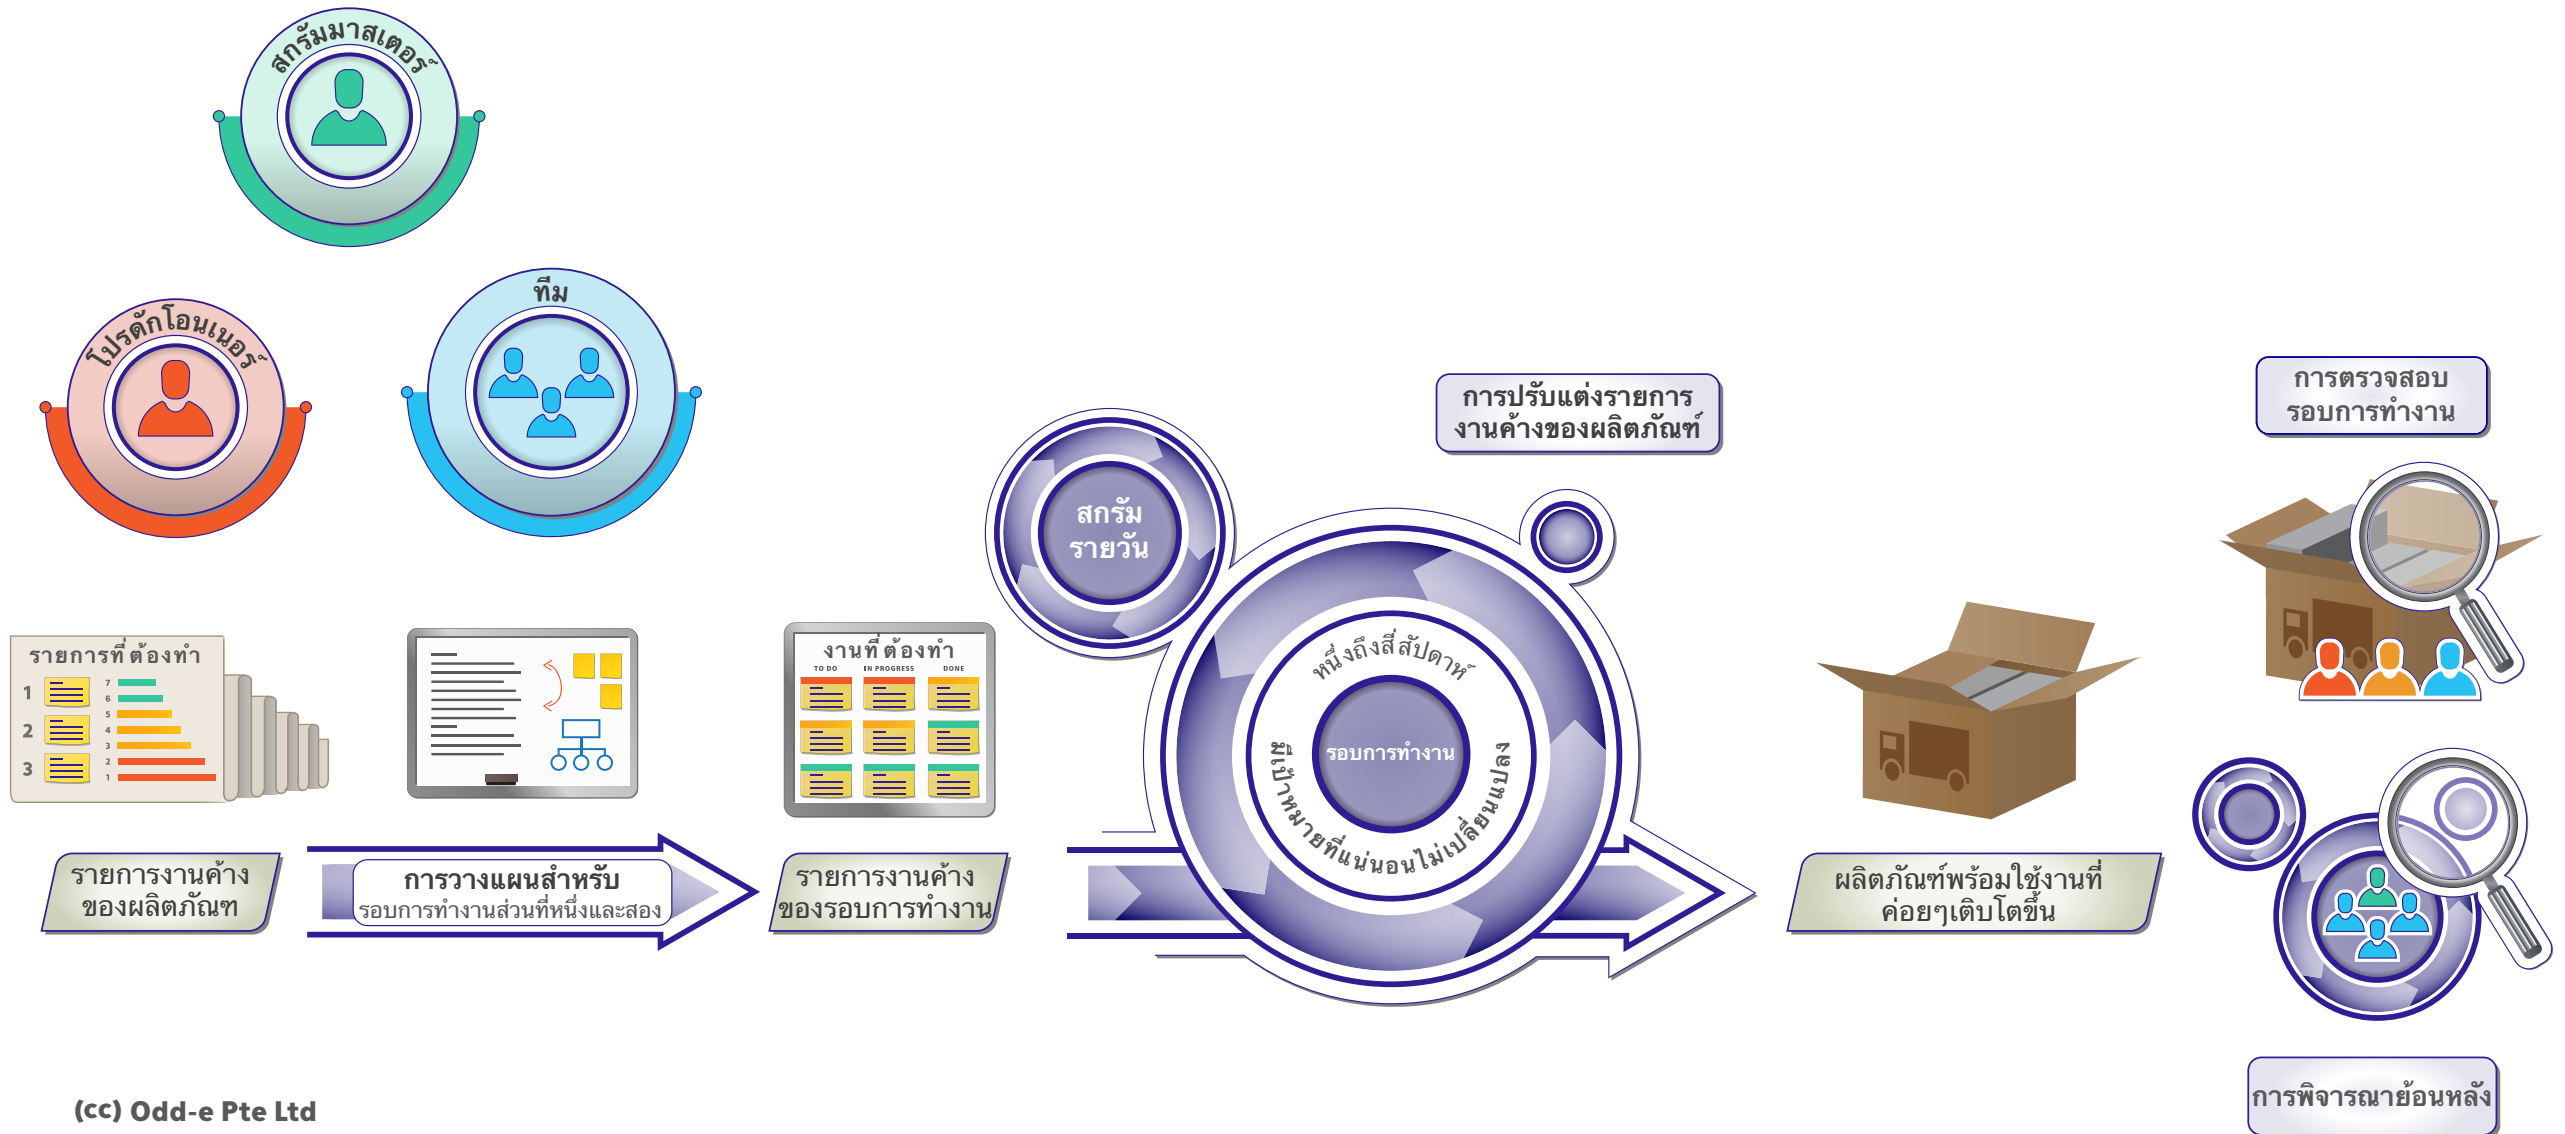 สกรัมมาสเตอร์
โปรดักโอนเนอร์
ทีม
การปรับแต่งรายการ
งานค้างของผลิตภัณฑ์
การตรวจสอบ
รอบการทำงาน
สกรัม
รายวัน
รายการที่ต้องทำ
1
2
3
7
6
5
4
3
2
1
งานที่ต้องทำ
TO DO IN PROGRESS DONE
หนึ่งถึงสี่สัปดาห์
รอบการทำงาน
มีเป้าหมายที่แน่นอนไม่เปลี่ยนแปลง
รายการงานค้าง
ของผลิตภัณฑ
การวางแผนสำหรับ
รอบการทำงานส่วนที่หนึ่งและสอง
รายการงานค้าง
ของรอบการทำงาน
ผลิตภัณฑ์พร้อมใช้งานที่
ค่อยๆเติบโตขึ้น
การพิจารณาย้อนหลัง
(cc) Odd-e Pte Ltd